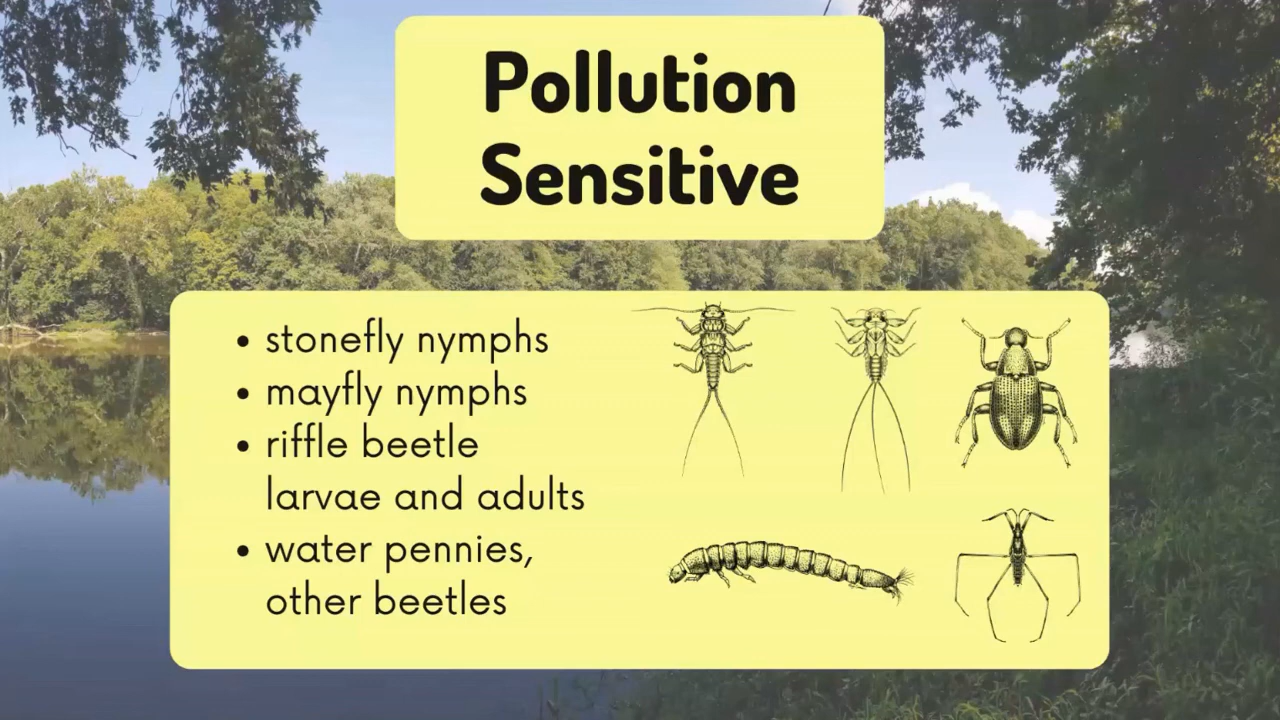 Pollution
Sensitive
• stonefly nymphs
• mayfly nymphs
• riffle beetle
larvae and adults
• water pennies,
other beetles